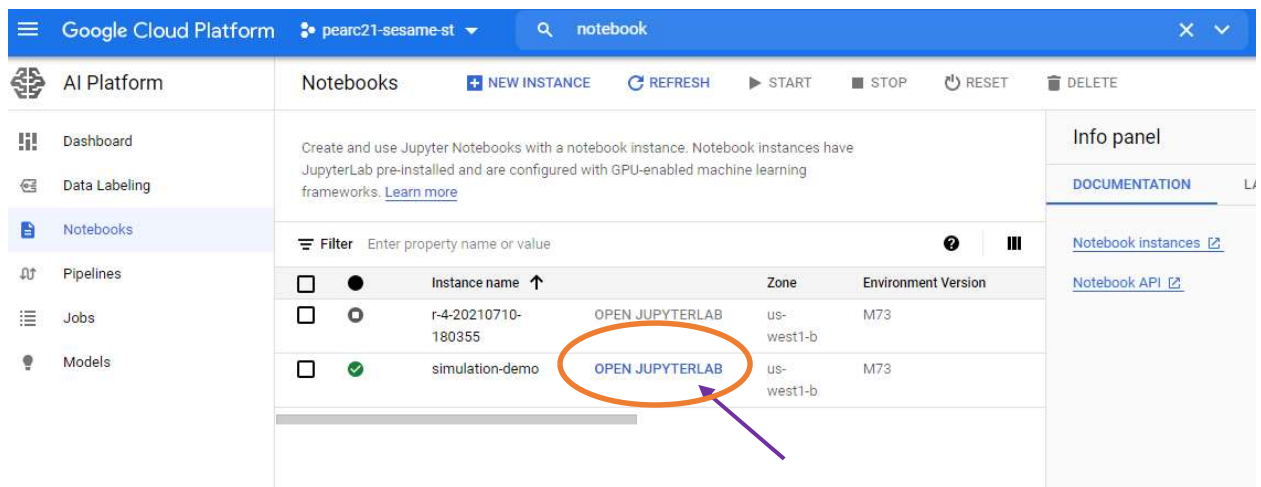 Google Cloud Platform pearc21-sesame-st notebook
AI Platform
Notebooks NEW INSTANCE REFRESH START STOP RESET DELETE
Dashboard
Data Labeling
Notebooks
Pipelines
Jobs
Models
Create and use Jupyter Notebooks with a notebook instance. Notebook instances have
JupyterLab pre-installed and are configured with GPU-enabled machine learning
frameworks. Learn more
Filter Enter property name or value
Instance name Zone Environment Version
r-4-20210710-
180355
OPEN JUPYTERLAB
us-
west1-b
M73
simulation-demo OPEN JUPYTERLAB
us-
west1-b
M73
Info panel
DOCUMENTATION LA
Notebook instances
Notebook API